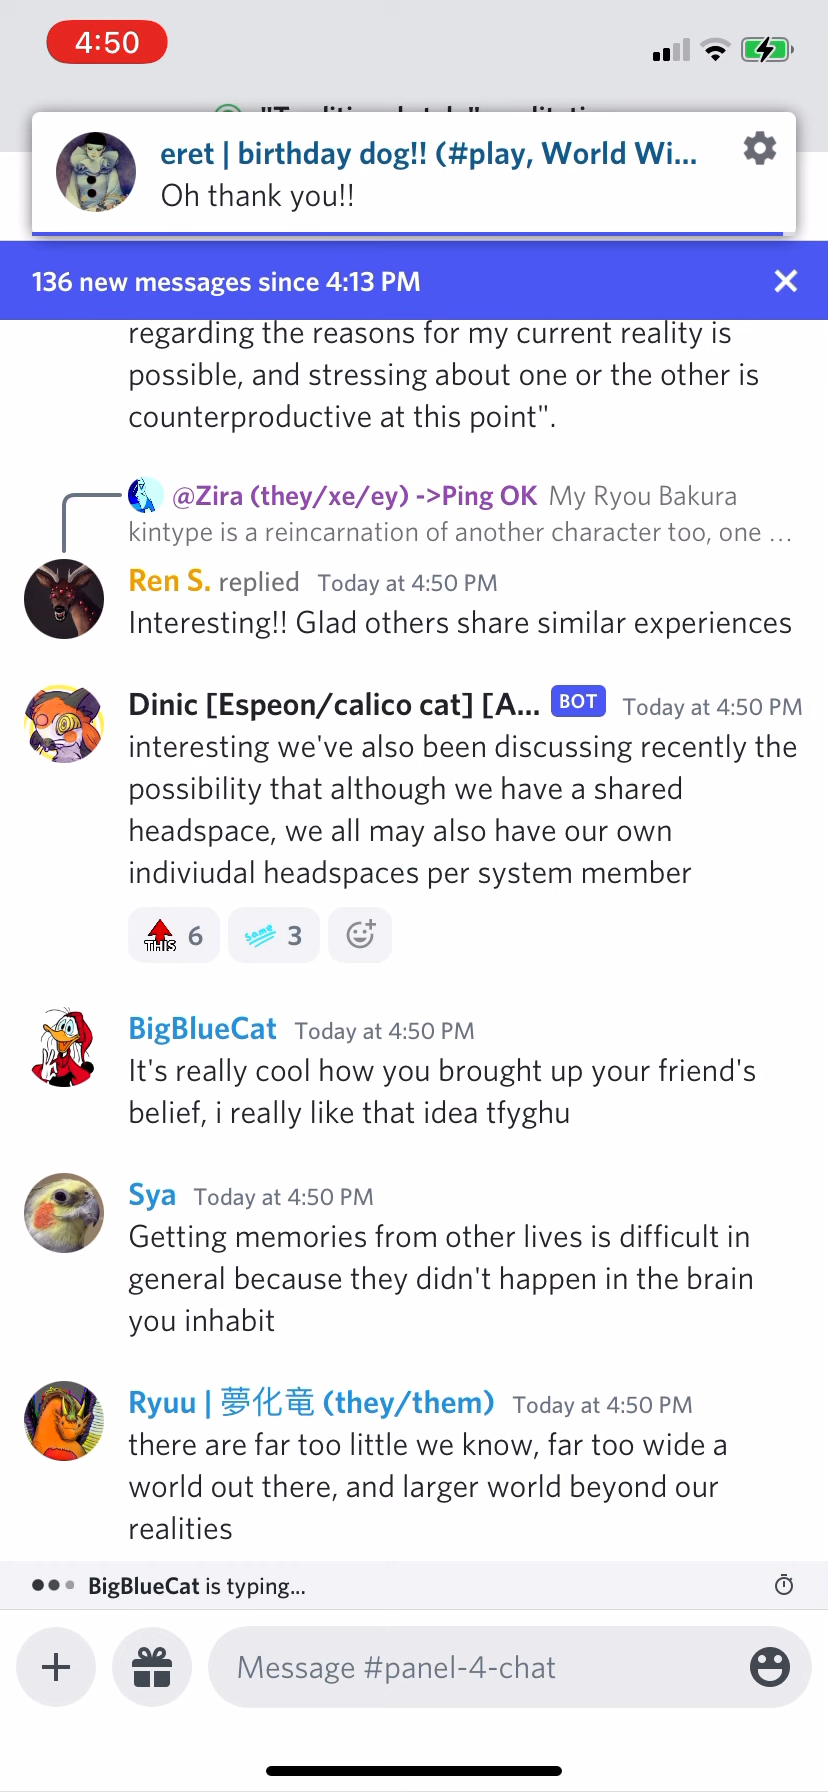 4:50
eret | birthday dog!! (#play, World Wi...
Oh thank you!!
136 new messages since 4:13 PM
regarding the reasons for my current reality is
possible, and stressing about one or the other is
counterproductive at this point".
@Zira (they/xe/ey) ->Ping OK My Ryou Bakura
kintype is a reincarnation of another character too, one ...
Ren S. replied Today at 4:50 PM
Interesting!! Glad others share similar experiences
Dinic [Espeon/calico cat] [A... BOT Today at 4:50 PM
interesting we've also been discussing recently the
possibility that although we have a shared
headspace, we all may also have our own
indiviudal headspaces per system member
THIS 6 same 3
BigBlueCat Today at 4:50 PM
It's really cool how you brought up your friend's
belief, i really like that idea tfyghu
Sya Today at 4:50 PM
Getting memories from other lives is difficult in
general because they didn't happen in the brain
you inhabit
Ryuu | 夢化竜 (they/them) Today at 4:50 PM
there are far too little we know, far too wide a
world out there, and larger world beyond our
realities
BigBlueCat is typing...
Message #panel-4-chat